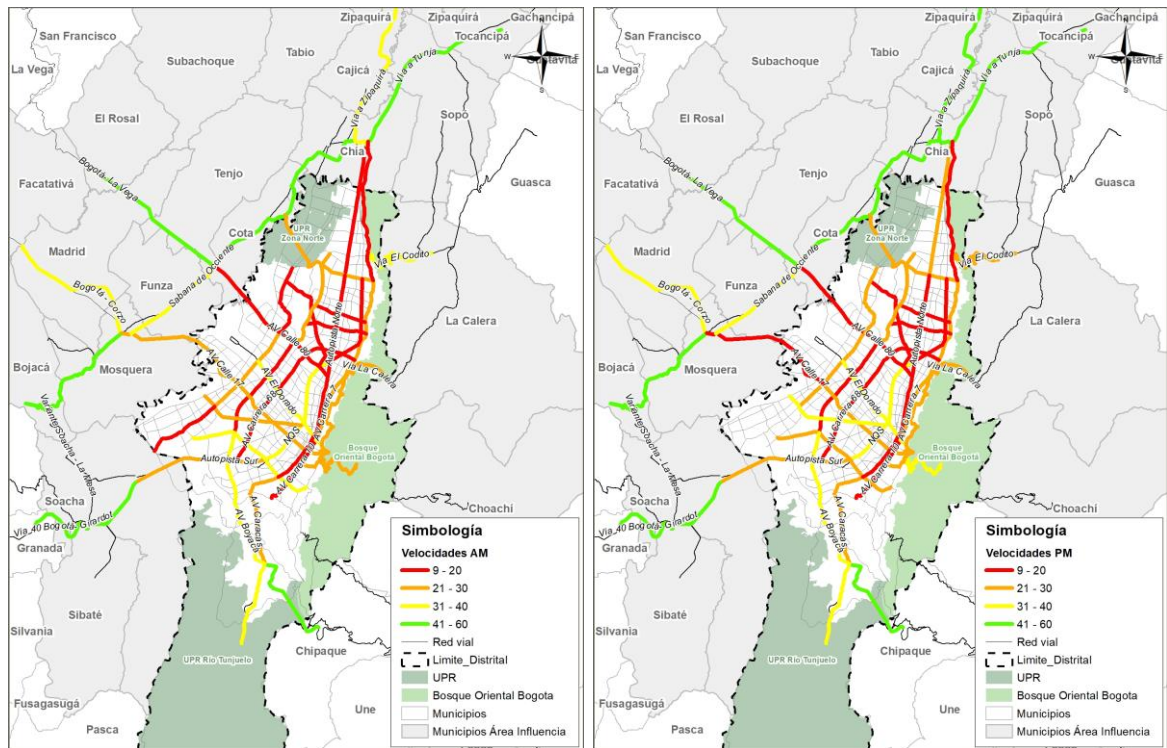 Zipaquirá
Zipaquirá
Gachancipá
San Francisco
Tocancipá
Tabio
La Vega
Subachoque
Cajicá
Vía a Tunja
Vía a Zipaquirá
El Rosal
Sopó
Chía
Bogotá- La Vega
Tenjo
Facatativá
Guasca
Cota
UPR
Zona Norte
Madrid
Sabana de Occiente
Vía El Codito
Funza
Bogotá - Corzo
La Calera
Autopista Norte
AV. Calle 80
Bojacá
Mosquera
AV. Calle 17
AV. El Dorado
Vía La Calera
AV. Carrera 68
AV. Carrera 7
NQS
Bosque
Oriental Bogotá
Autopista Sur
AV. Carrera 10
Soacha
Choachi
Vía 40 Bogotá- Girardot
AV. Caracas
AV. Boyacá
Granada
Sibaté
Silvania
Chipaque
UPR Río Tunjuelo
Fusagasugá
Pasca
Une
Simbología
Velocidades AM
9 - 20
21 - 30
31 - 40
41 - 60
Red vial
Limite_Distrital
UPR
Bosque Oriental Bogota
Municipios
Municipios Área Influencia
Zipaquirá
Zipaquirá
Gachancipá
San Francisco
Tocancipá
Tabio
La Vega
Subachoque
Cajicá
Vía a Tunja
Vía a Zipaquirá
El Rosal
Sopó
Chía
Bogotá- La Vega
Tenjo
Facatativá
Guasca
Cota
UPR
Zona Norte
Madrid
Sabana de Occiente
Vía El Codito
Funza
Bogotá - Corzo
La Calera
Autopista Norte
AV. Calle 80
Bojacá
Mosquera
AV. Calle 17
AV. El Dorado
Vía La Calera
AV. Carrera 68
AV. Carrera 7
NQS
Bosque
Oriental Bogotá
Autopista Sur
AV. Carrera 10
Soacha
Choachi
Vía 40 Bogotá- Girardot
AV. Caracas
AV. Boyacá
Granada
Sibaté
Silvania
Chipaque
UPR Río Tunjuelo
Fusagasugá
Pasca
Une
Simbología
Velocidades PM
9 - 20
21 - 30
31 - 40
41 - 60
Red vial
Limite_Distrital
UPR
Bosque Oriental Bogota
Municipios
Municipios Área Influencia